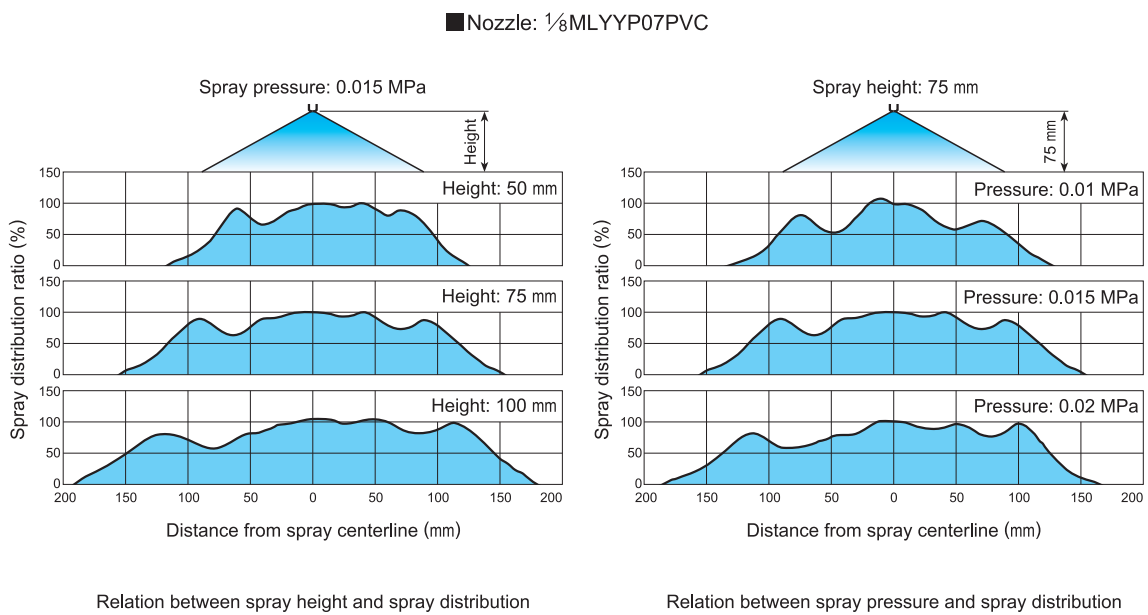 ■Nozzle: ⅛MLYYP07PVC
Spray pressure: 0.015 MPa
Height
Spray distribution ratio (%)
150
100
50
0
Height: 50 mm
150
100
50
0
Height: 75 mm
150
100
50
0
Height: 100 mm
200 150 100 50 0 50 100 150 200
Distance from spray centerline (mm)
Relation between spray height and spray distribution
Spray height: 75 mm
75 mm
Spray distribution ratio (%)
150
100
50
0
Pressure: 0.01 MPa
150
100
50
0
Pressure: 0.015 MPa
150
100
50
0
Pressure: 0.02 MPa
200 150 100 50 0 50 100 150 200
Distance from spray centerline (mm)
Relation between spray pressure and spray distribution